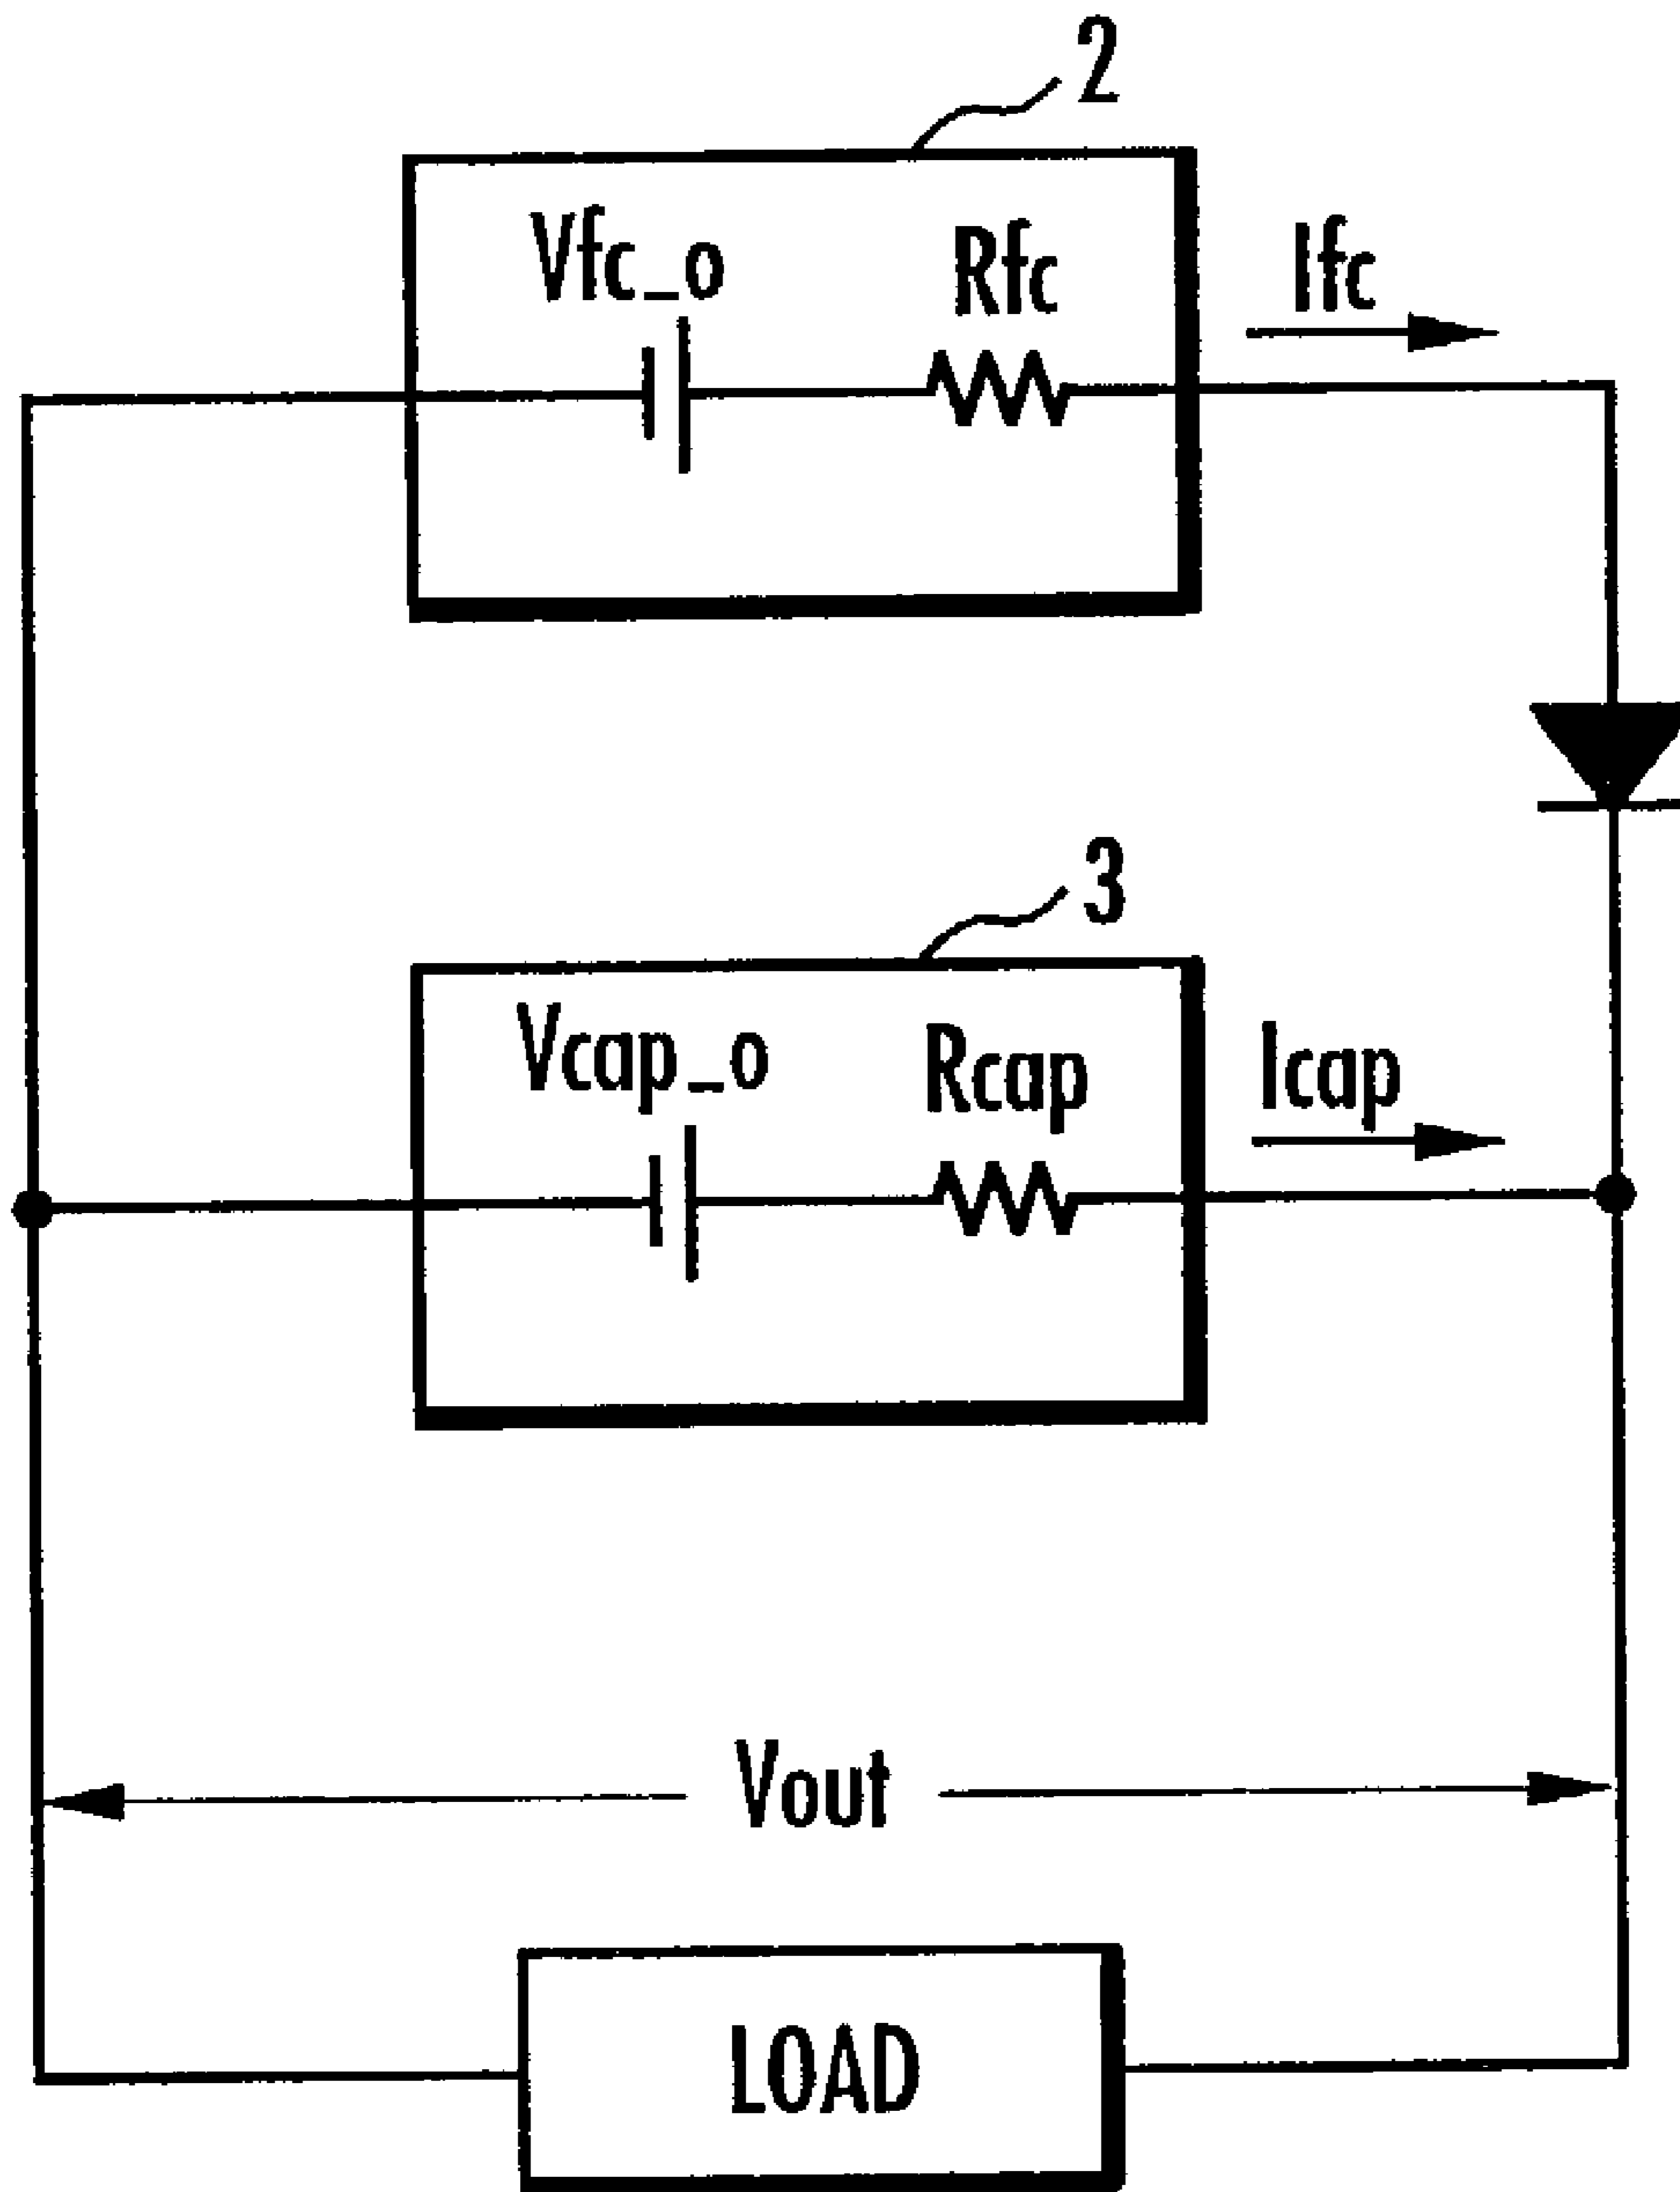 2
Vfc_o
Rfc
Ifc
3
Vcap_o
Rcap
Icap
Vout
LOAD